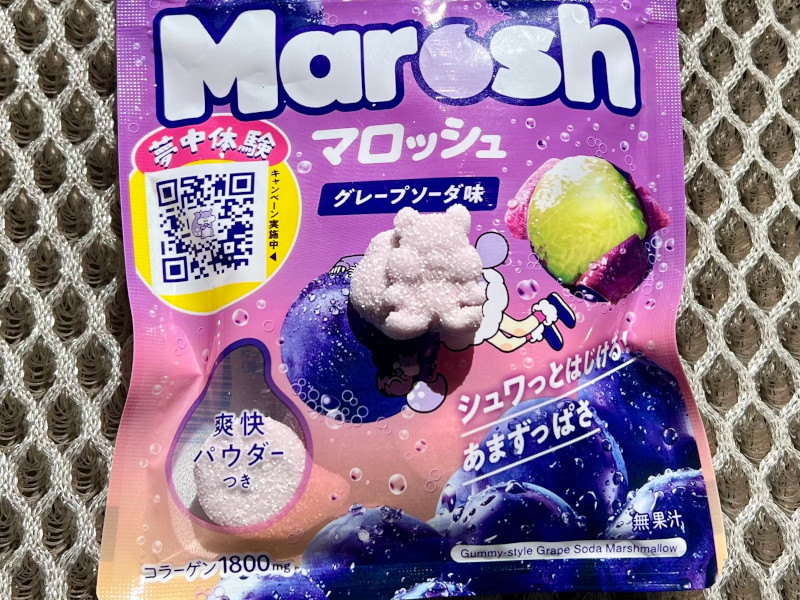 Marosh
夢中体験
キャンペーン実施中
マロッシュ
グレープソーダ味
シュワっとはじける!
あまずっぱさ
爽快
パウダー
つき
無果汁
Gummy-style Grape Soda Marshmallow
コラーゲン1800mg